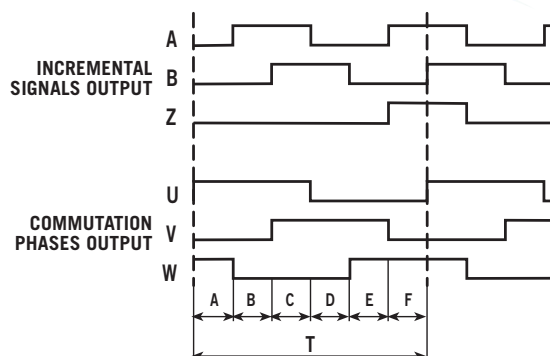 A
INCREMENTAL
SIGNALS OUTPUT
B
Z
U
COMMUTATION
PHASES OUTPUT
V
W
A B C D E F
T